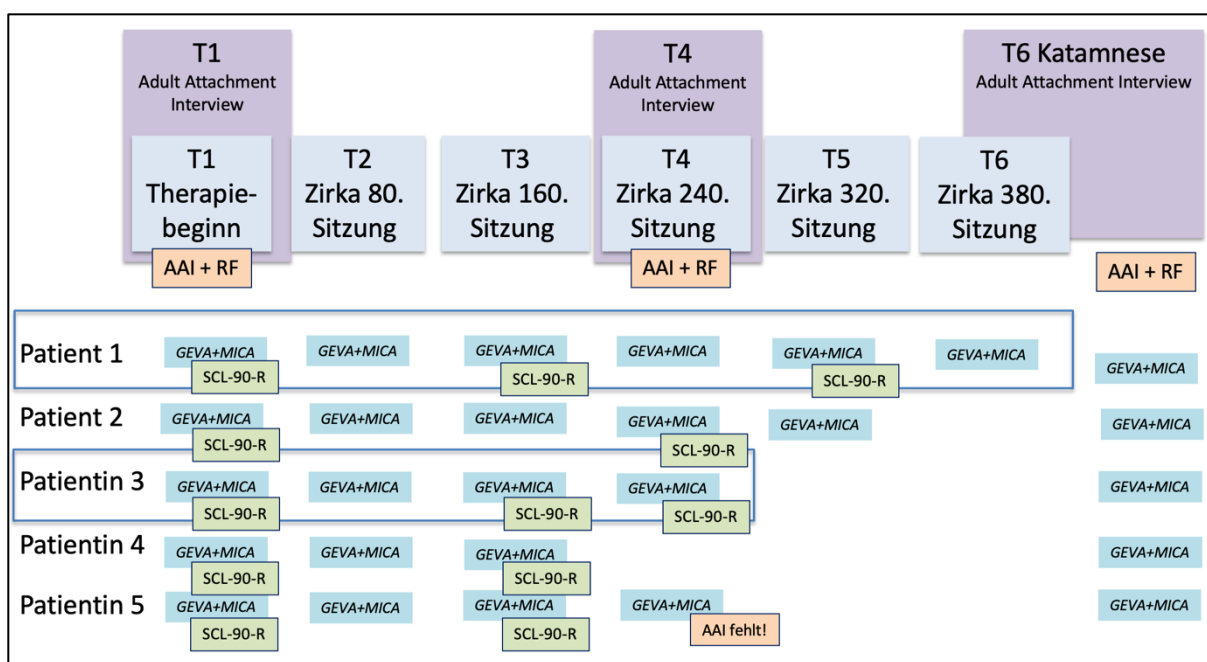 T1
Adult Attachment
Interview
T4
Adult Attachment
Interview
T6 Katamnese
Adult Attachment Interview
T1
Therapie-
beginn
T2
Zirka 80.
Sitzung
T3
Zirka 160.
Sitzung
T4
Zirka 240.
Sitzung
T5
Zirka 320.
Sitzung
T6
Zirka 380.
Sitzung
AAI + RF
AAI + RF
AAI + RF
Patient 1
GEVA+MICA
GEVA+MICA
GEVA+MICA
GEVA+MICA
GEVA+MICA
GEVA+MICA
GEVA+MICA
SCL-90-R
SCL-90-R
SCL-90-R
Patient 2
GEVA+MICA
GEVA+MICA
GEVA+MICA
GEVA+MICA
GEVA+MICA
GEVA+MICA
SCL-90-R
SCL-90-R
Patientin 3
GEVA+MICA
GEVA+MICA
GEVA+MICA
GEVA+MICA
GEVA+MICA
SCL-90-R
SCL-90-R
SCL-90-R
Patientin 4
GEVA+MICA
GEVA+MICA
GEVA+MICA
GEVA+MICA
SCL-90-R
SCL-90-R
Patientin 5
GEVA+MICA
GEVA+MICA
GEVA+MICA
GEVA+MICA
GEVA+MICA
SCL-90-R
SCL-90-R
AAI fehlt!